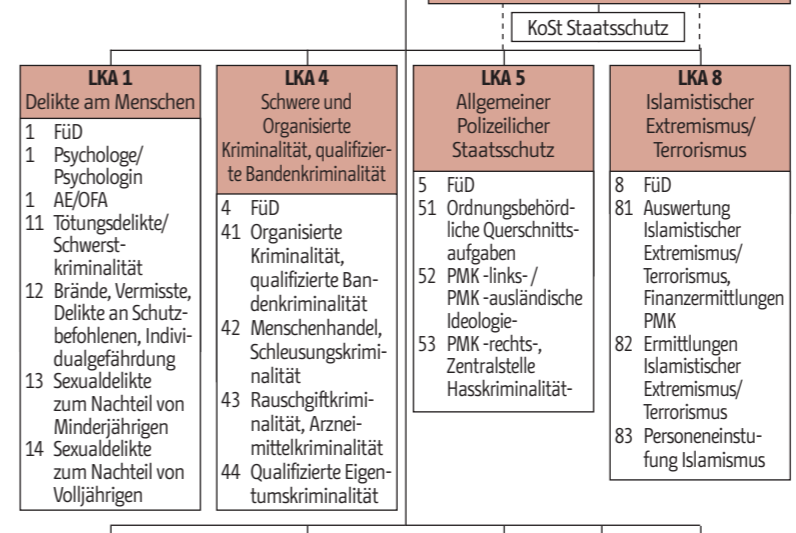 KoSt Staatsschutz
LKA 1
Delikte am Menschen
1 FüD
1 Psychologe/
Psychologin
1 AE/OFA
11 Tötungsdelikte/
Schwerst-
kriminalität
12 Brände, Vermisste,
Delikte an Schutz-
befohlenen, Indivi-
dualgefährdung
13 Sexualdelikte
zum Nachteil von
Minderjährigen
14 Sexualdelikte
zum Nachteil von
Volljährigen
LKA 4
Schwere und
Organisierte
Kriminalität, qualifizier-
te Bandenkriminalität
4 FüD
41 Organisierte
Kriminalität,
qualifizierte Ban-
denkriminalität
42 Menschenhandel,
Schleusungskrimi-
nalität
43 Rauschgiftkrimi-
nalität, Arznei-
mittelkriminalität
44 Qualifizierte Eigen-
tumskriminalität
LKA 5
Allgemeiner
Polizeilicher
Staatsschutz
5 FüD
51 Ordnungsbehörd-
liche Querschnitts-
aufgaben
52 PMK -links- /
PMK -ausländische
Ideologie-
53 PMK -rechts-,
Zentralstelle
Hasskriminalität-
LKA 8
Islamistischer
Extremismus/
Terrorismus
8 FüD
81 Auswertung
Islamistischer
Extremismus/
Terrorismus,
Finanzermittlungen
PMK
82 Ermittlungen
Islamistischer
Extremismus/
Terrorismus
83 Personeneinstu-
fung Islamismus